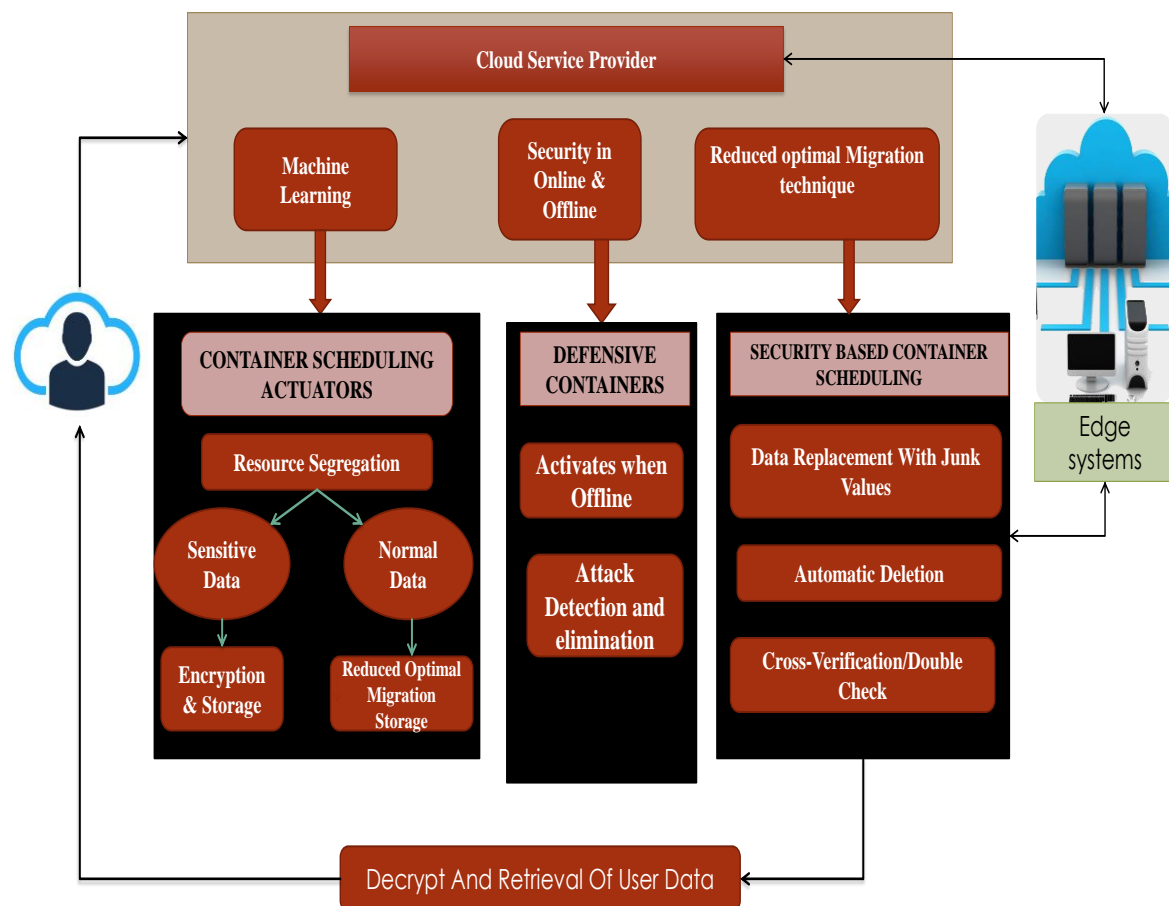 Cloud Service Provider
Machine
Learning
Security in
Online &
Offline
Reduced optimal Migration
technique
CONTAINER SCHEDULING
ACTUATORS
Resource Segregation
Sensitive
Data
Normal
Data
Encryption
& Storage
Reduced Optimal
Migration
Storage
DEFENSIVE
CONTAINERS
Activates when
Offline
Attack
Detection and
elimination
SECURITY BASED CONTAINER
SCHEDULING
Data Replacement With Junk
Values
Automatic Deletion
Cross-Verification/Double
Check
Edge
systems
Decrypt And Retrieval Of User Data